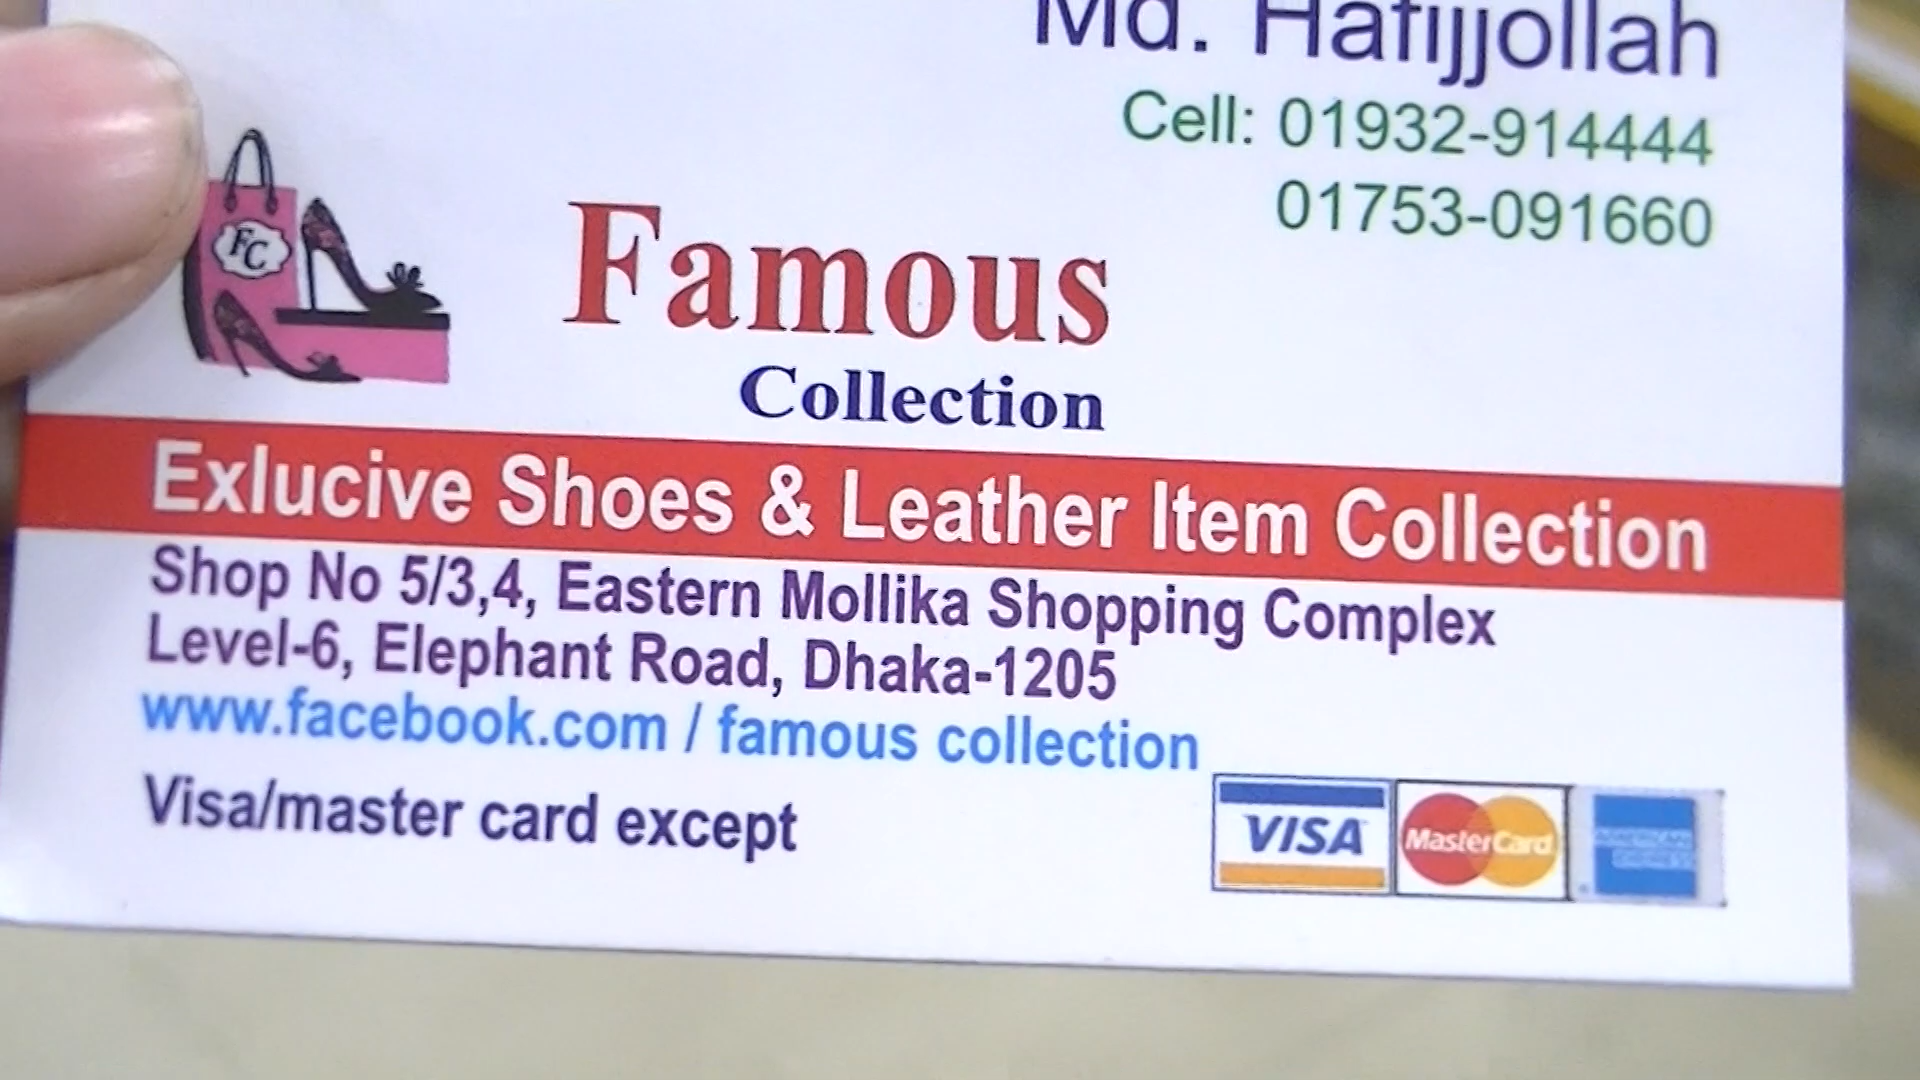 Md. Hafijjollah
Cell: 01932-914444
01753-091660
FC
Famous
Collection
Exlucive Shoes & Leather Item Collection
Shop No 5/3,4, Eastern Mollika Shopping Complex
Level-6, Elephant Road, Dhaka-1205
www.facebook.com / famous collection
Visa/master card except
VISA MasterCard AMERICAN EXPRESS